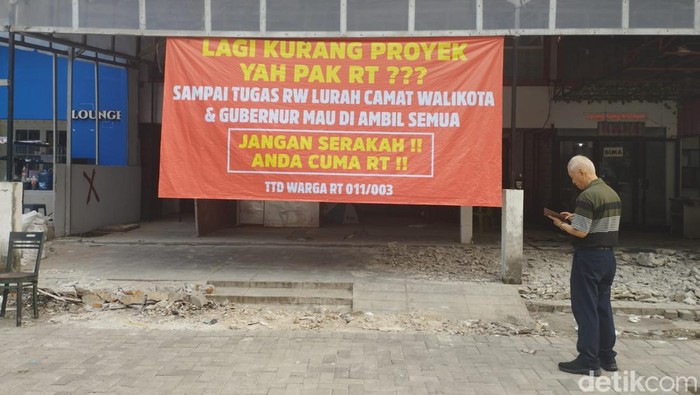 LAGI KURANG PROYEK
YAH PAK RT ???
SAMPAI TUGAS RW LURAH CAMAT WALIKOTA
& GUBERNUR MAU DI AMBIL SEMUA
JANGAN SERAKAH !!
ANDA CUMA RT !!
TTD WARGA RT 011/003
LOUNGE
X
detikcom